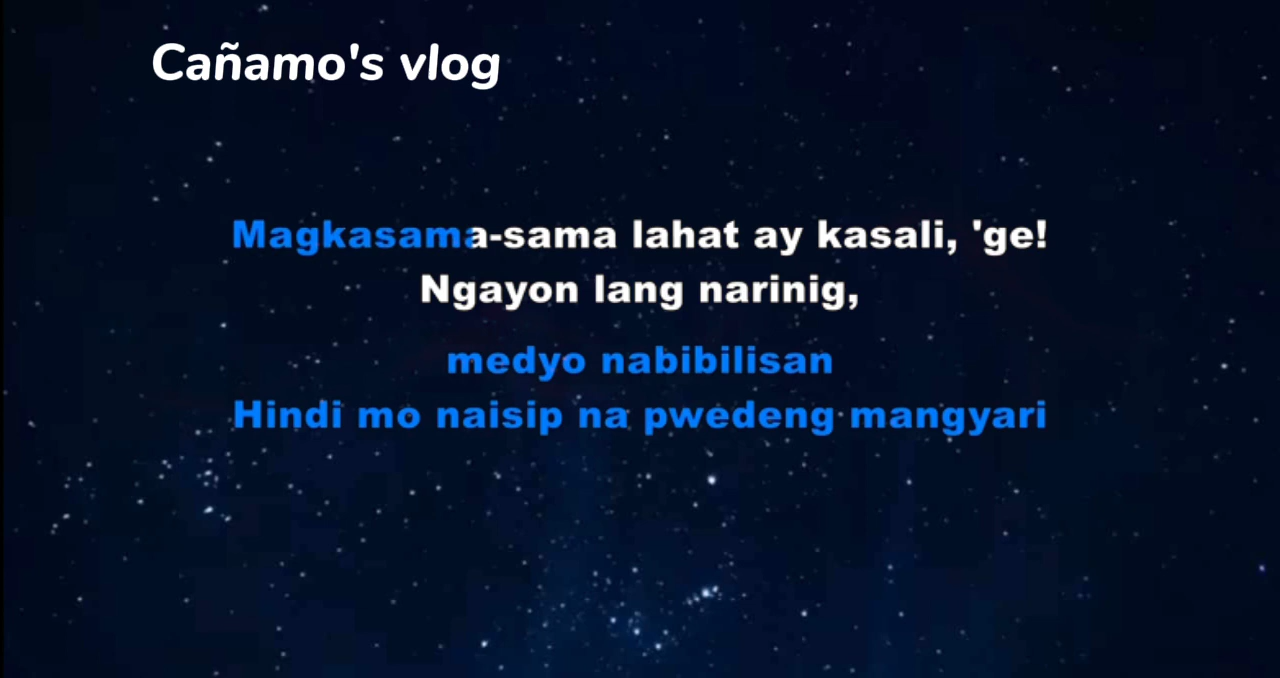 Cañamo's vlog
Magkasama-sama lahat ay kasali, 'ge!
Ngayon lang narinig,
medyo nabibilisan
Hindi mo naisip na pwedeng mangyari